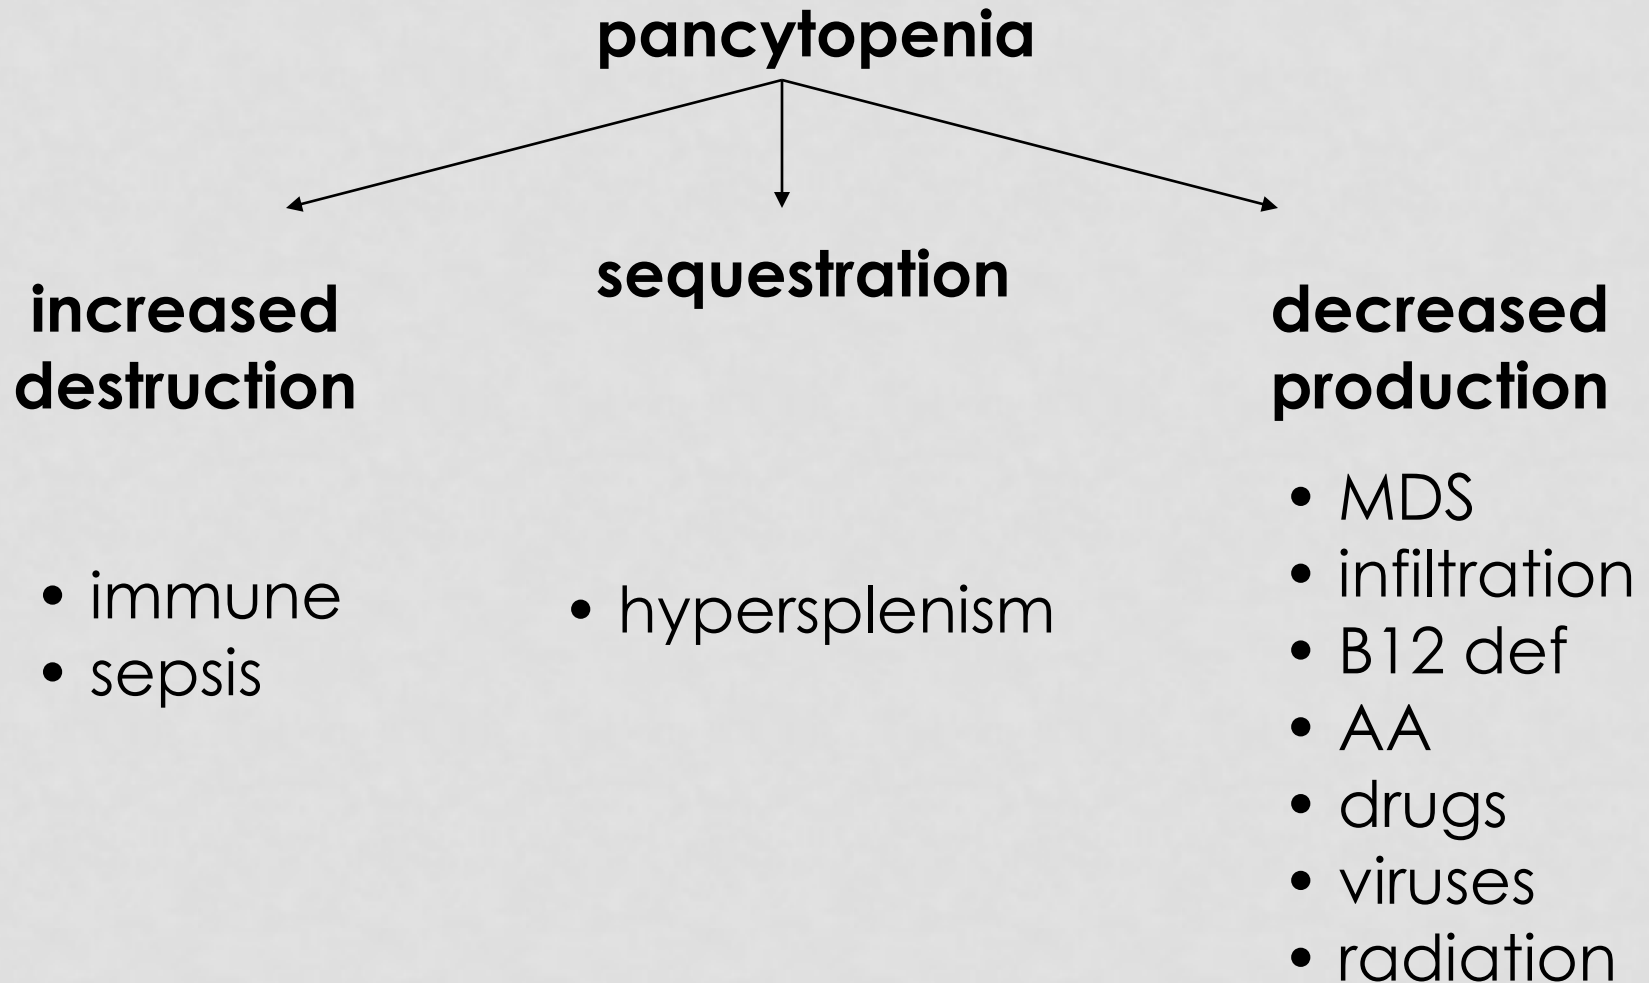 pancytopenia
increased
destruction
• immune
• sepsis
sequestration
• hypersplenism
decreased
production
• MDS
• infiltration
• B12 def
• AA
• drugs
• viruses
• radiation